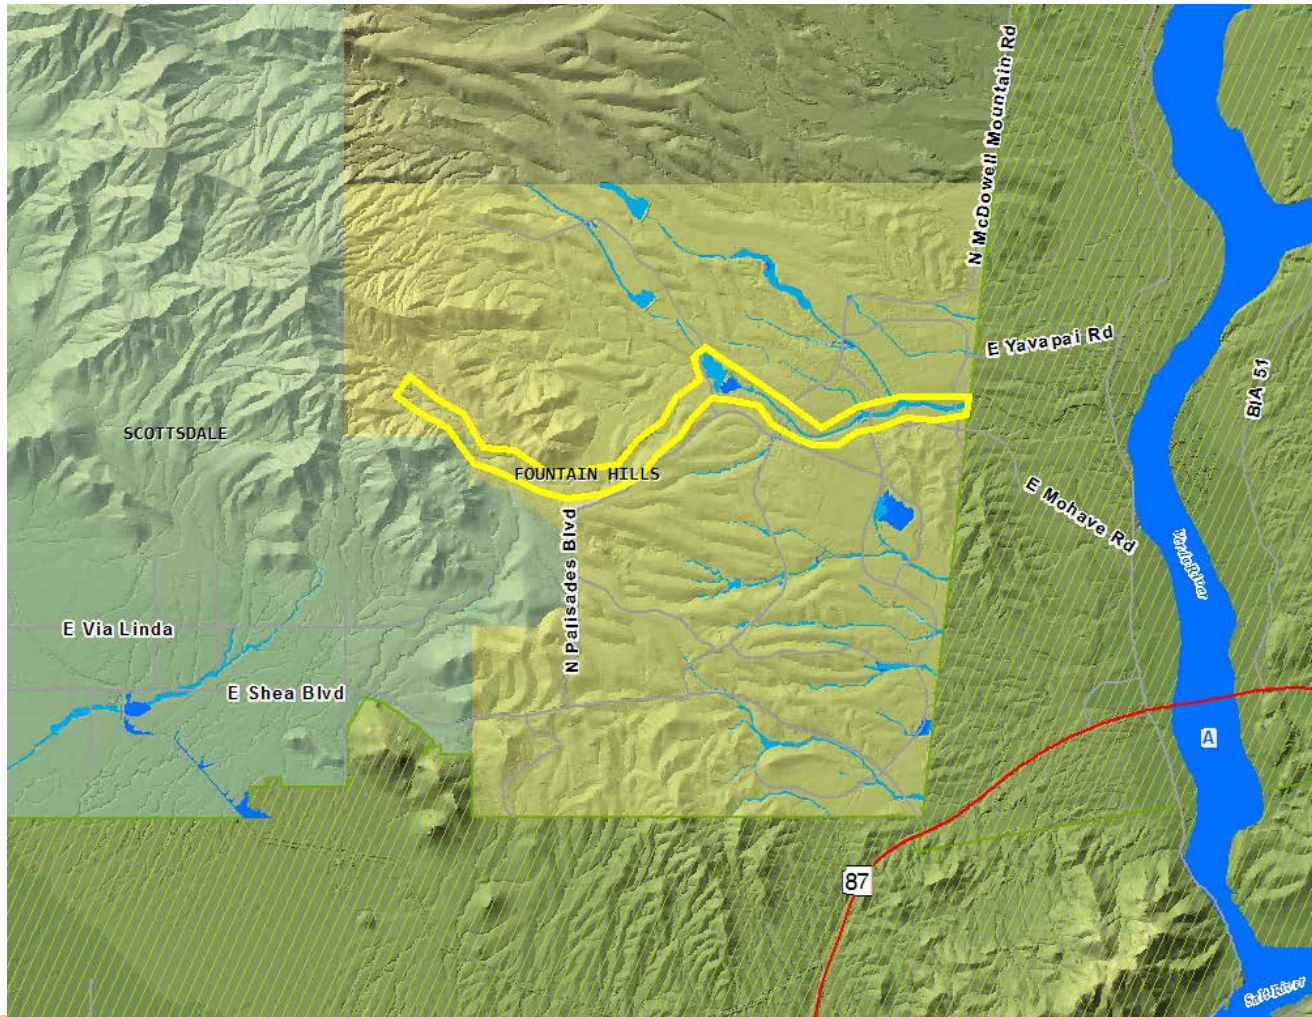 N McDowell Mountain Rd
E Yavapai Rd
BIA 51
SCOTTSDALE
FOUNTAIN HILLS
E Mohave Rd
N Palisades Blvd
Verde River
E Via Linda
E Shea Blvd
A
87
Salt River